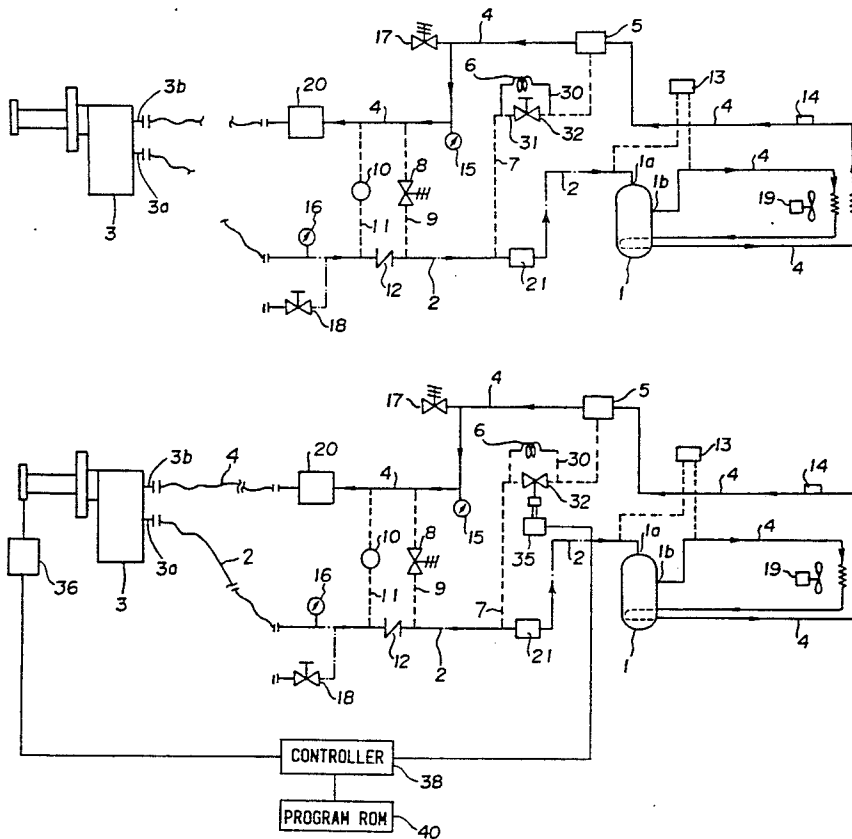 17 4 5
6 13
3b 20 4 30 4 14
31 32
8 15 1a
10 7 2 1b
3a 16 19
3 11 9
12 2 21 1 4
18
4 5
17
6 13
3b 4 20 4 30 4 14
32
10 8 15 1a
3a 35 2 1b
2 16 19
36 3 11 9 7
12 2 21 1 4
18
CONTROLLER
38
PROGRAM ROM
40